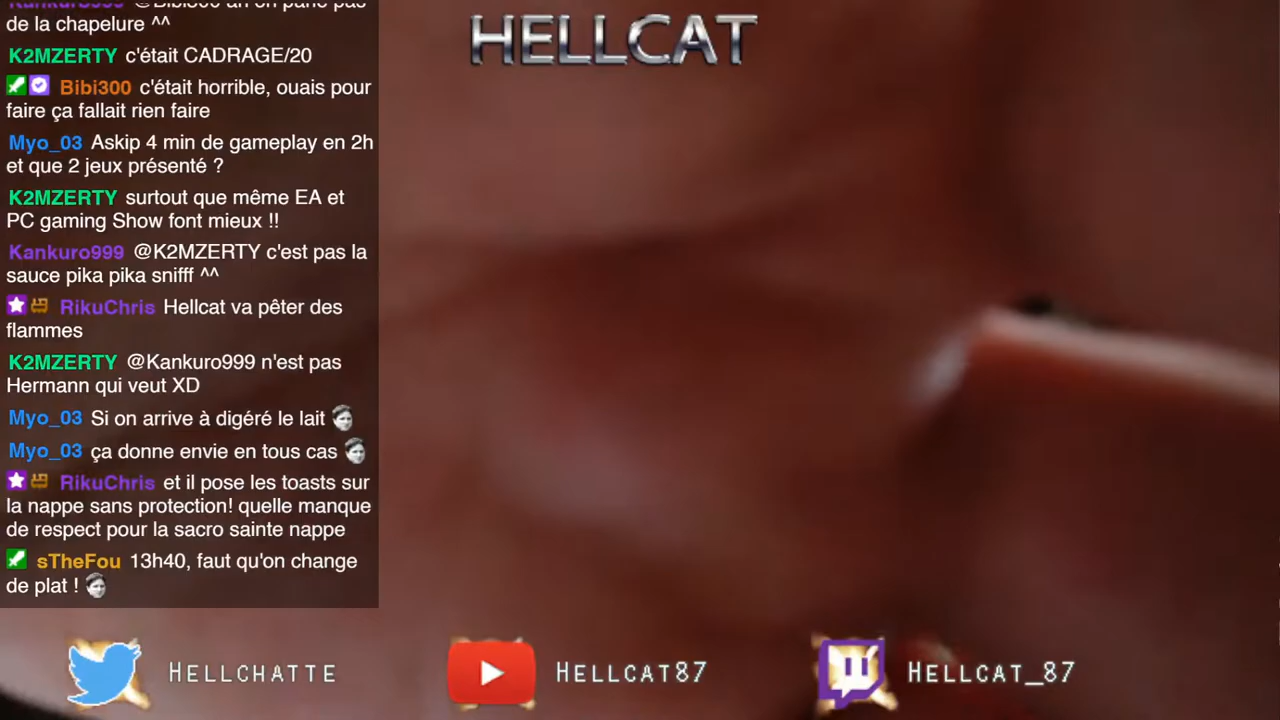 de la chapelure ^^
HELLCAT
K2MZERTY c'était CADRAGE/20
Bibi300 c'était horrible, ouais pour
faire ça fallait rien faire
Myo_03 Askip 4 min de gameplay en 2h
et que 2 jeux présenté ?
K2MZERTY surtout que même EA et
PC gaming Show font mieux !!
Kankuro999 @K2MZERTY c'est pas la
sauce pika pika snifff ^^
RikuChris Hellcat va pêter des
flammes
K2MZERTY @Kankuro999 n'est pas
Hermann qui veut XD
Myo_03 Si on arrive à digéré le lait
Myo_03 ça donne envie en tous cas
RikuChris et il pose les toasts sur
la nappe sans protection! quelle manque
de respect pour la sacro sainte nappe
sTheFou 13h40, faut qu'on change
de plat !
HELLCHATTE
HELLCAT87
HELLCAT_87